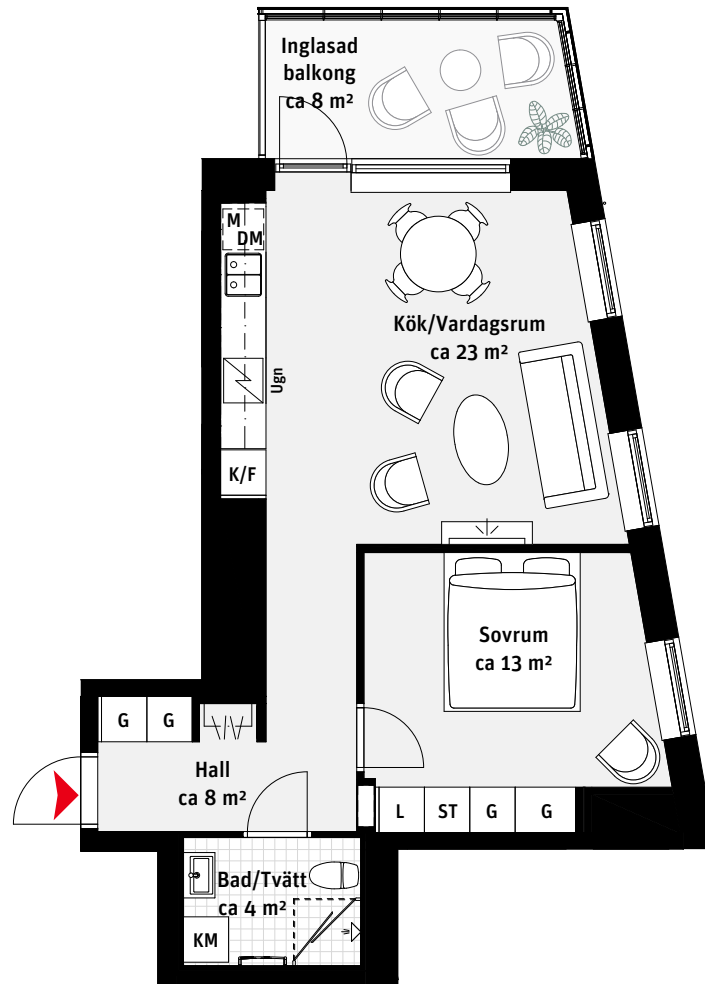 Inglasad
balkong
ca 8 m²
M
DM
Kök/Vardagsrum
ca 23 m²
Ugn
K/F
Sovrum
ca 13 m²
G G
Hall
ca 8 m²
L ST G G
Bad/Tvätt
ca 4 m²
KM